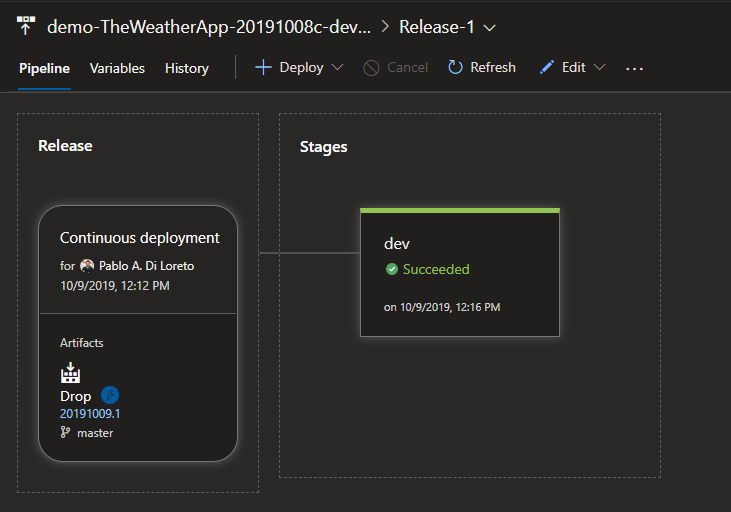 demo-TheWeatherApp-20191008c-dev... > Release-1
Pipeline Variables History Deploy Cancel Refresh Edit ...
Release
Stages
Continuous deployment
for Pablo A. Di Loreto
10/9/2019, 12:12 PM
Artifacts
Drop
20191009.1
master
dev
Succeeded
on 10/9/2019, 12:16 PM